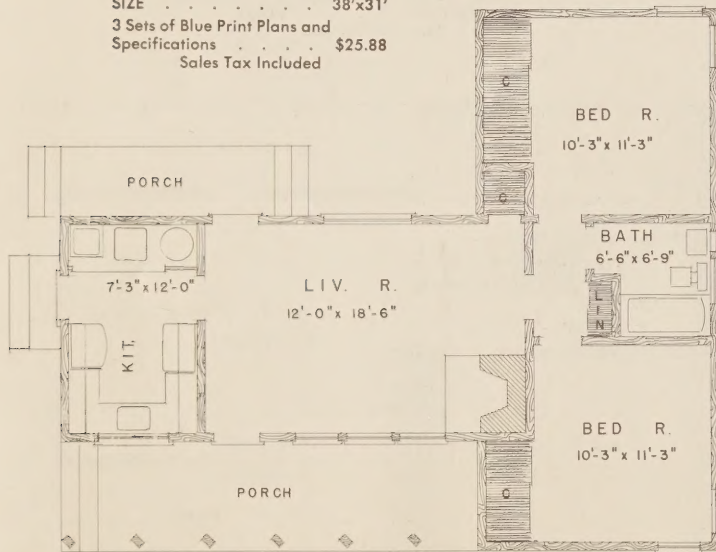 SIZE . . . . . . . 38'x31'
3 Sets of Blue Print Plans and
Specifications . . . . $25.88
Sales Tax Included
C
BED R.
10'-3" x 11'-3"
PORCH
C
BATH
6'-6" x 6'-9"
7'-3" x 12'-0"
LIV. R.
12'-0" x 18'-6"
LIN
KIT.
BED R.
10'-3" x 11'-3"
C
PORCH